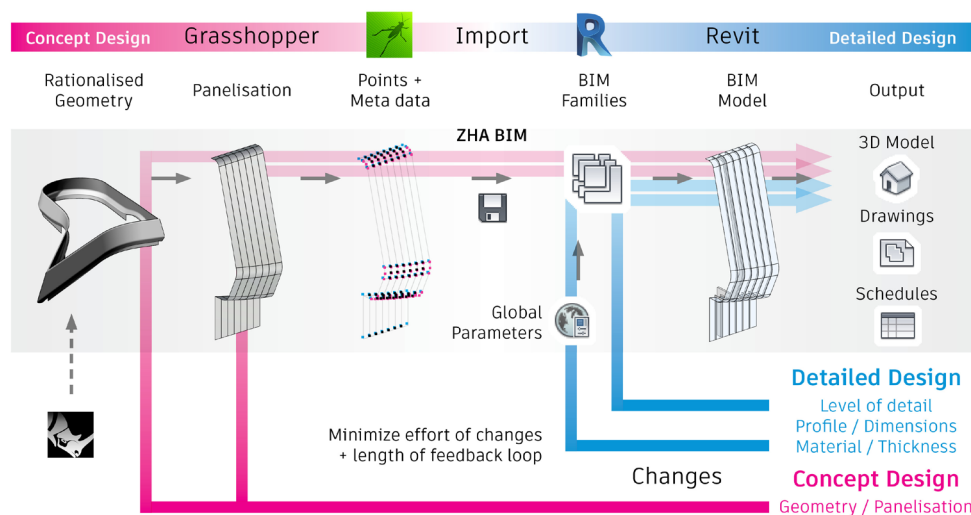 Concept Design
Grasshopper
Import
R
Revit
Detailed Design
Rationalised
Geometry
Panelisation
Points +
Meta data
BIM
Families
BIM
Model
Output
ZHA BIM
3D Model
Drawings
Schedules
Global
Parameters
Detailed Design
Level of detail
Profile / Dimensions
Material / Thickness
Minimize effort of changes
+ length of feedback loop
Changes
Concept Design
Geometry / Panelisation